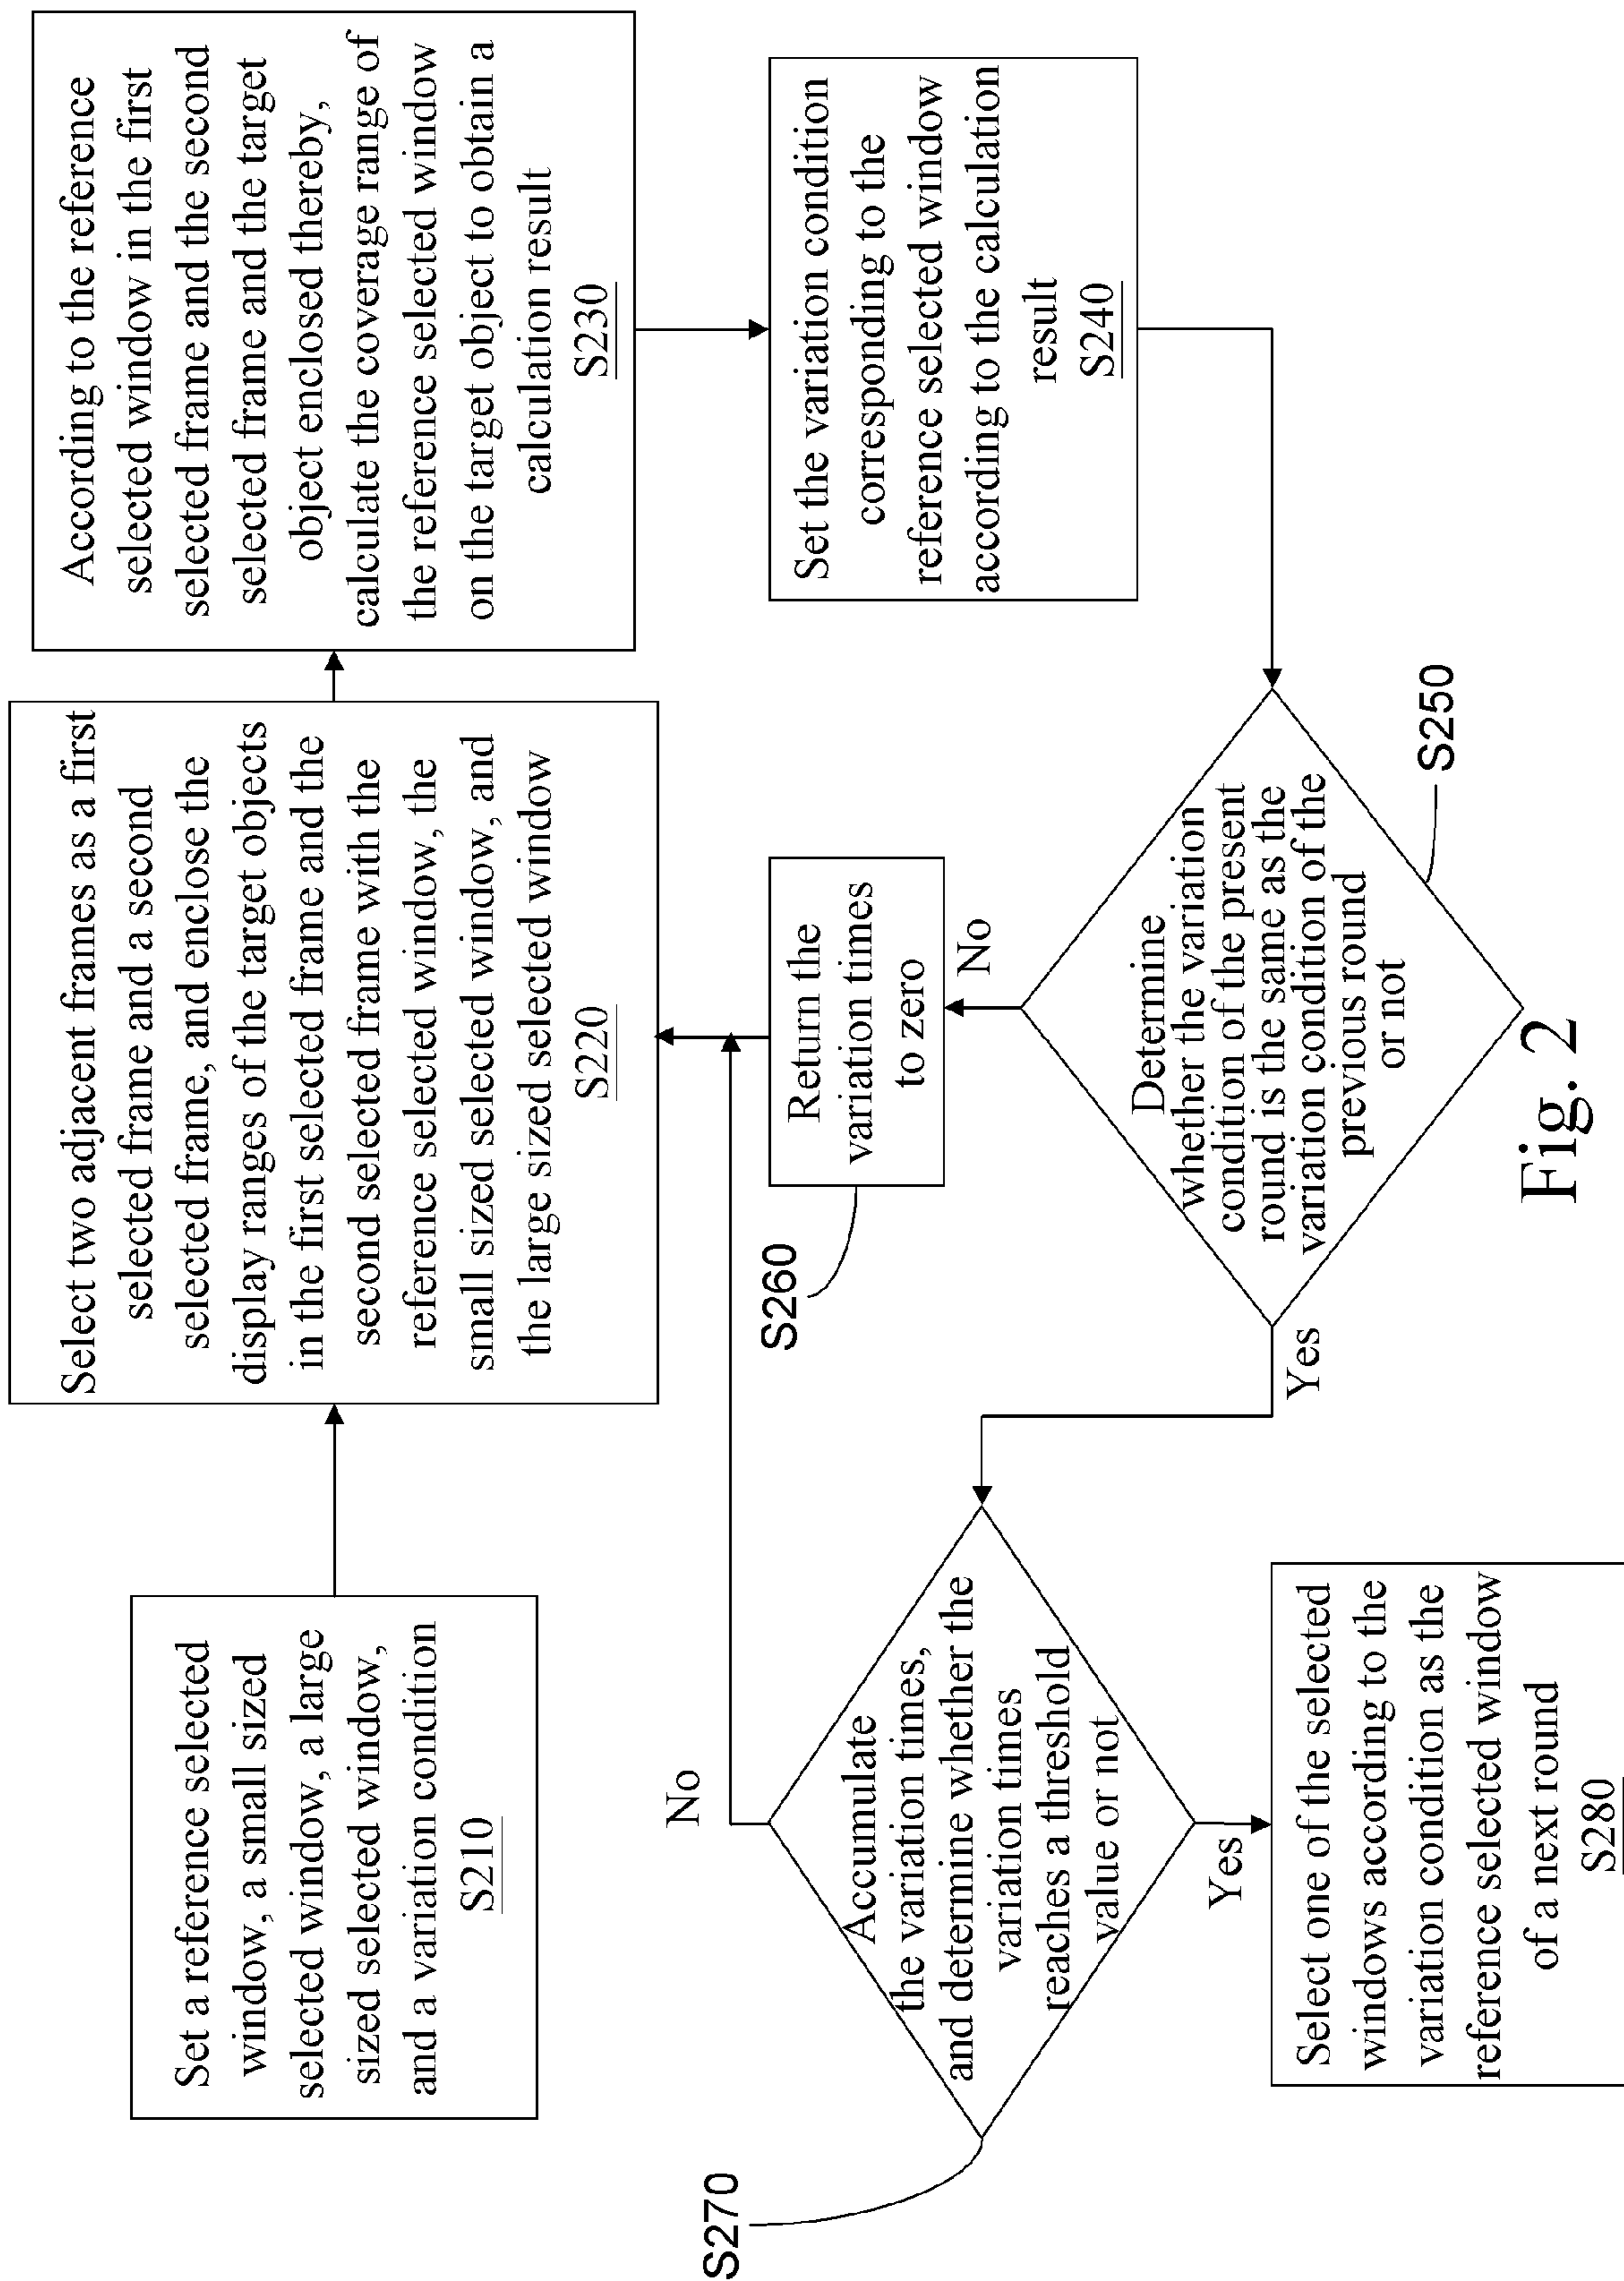 Set a reference selected
window, a small sized
selected window, a large
sized selected window,
and a variation condition
S210
Select two adjacent frames as a first
selected frame and a second
selected frame, and enclose the
display ranges of the target objects
in the first selected frame and the
second selected frame with the
reference selected window, the
small sized selected window, and
the large sized selected window
S220
According to the reference
selected window in the first
selected frame and the second
selected frame and the target
object enclosed thereby,
calculate the coverage range of
the reference selected window
on the target object to obtain a
calculation result
S230
Set the variation condition
corresponding to the
reference selected window
according to the calculation
result
S240
Determine
whether the variation
condition of the present
round is the same as the
variation condition of the
previous round
or not
S250
No
Return the
variation times
to zero
S260
Yes
Accumulate
the variation times,
and determine whether the
variation times
reaches a threshold
value or not
S270
No
Yes
Select one of the selected
windows according to the
variation condition as the
reference selected window
of a next round
S280
Fig. 2